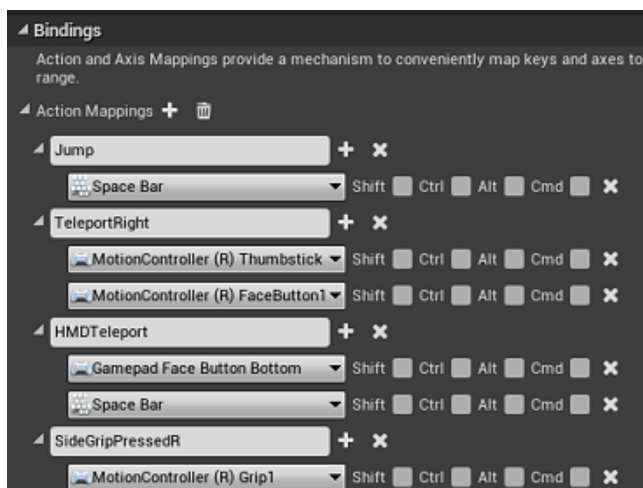 Bindings
Action and Axis Mappings provide a mechanism to conveniently map keys and axes to
range.
Action Mappings
Jump
Space Bar Shift Ctrl Alt Cmd
TeleportRight
MotionController (R) Thumbstick Shift Ctrl Alt Cmd
MotionController (R) FaceButton1 Shift Ctrl Alt Cmd
HMDTeleport
Gamepad Face Button Bottom Shift Ctrl Alt Cmd
Space Bar Shift Ctrl Alt Cmd
SideGripPressedR
MotionController (R) Grip1 Shift Ctrl Alt Cmd